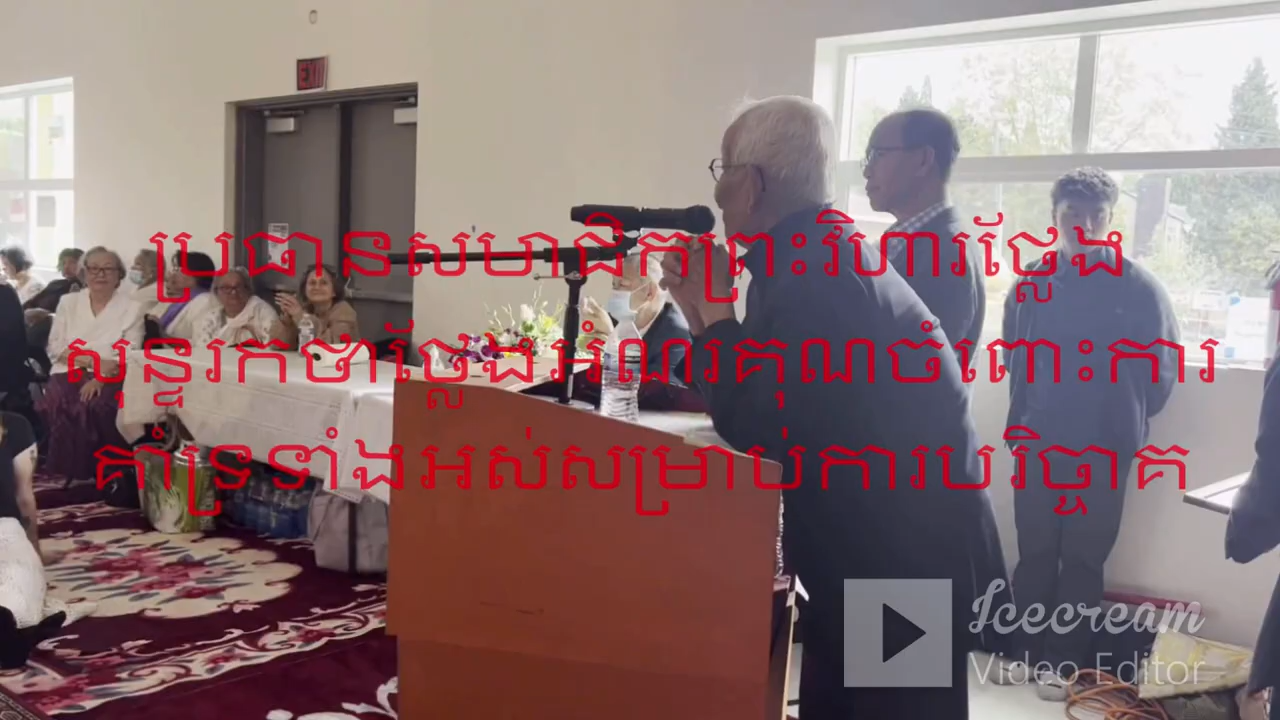 EXIT
ប្រធានសមាជិកព្រះវិហារថ្លែង
សុន្ទរកថាថ្លែងអំណរគុណចំពោះការ
គាំទ្រទាំងអស់សម្រាប់ការបរិច្ចាគ
Icecream
Video Editor